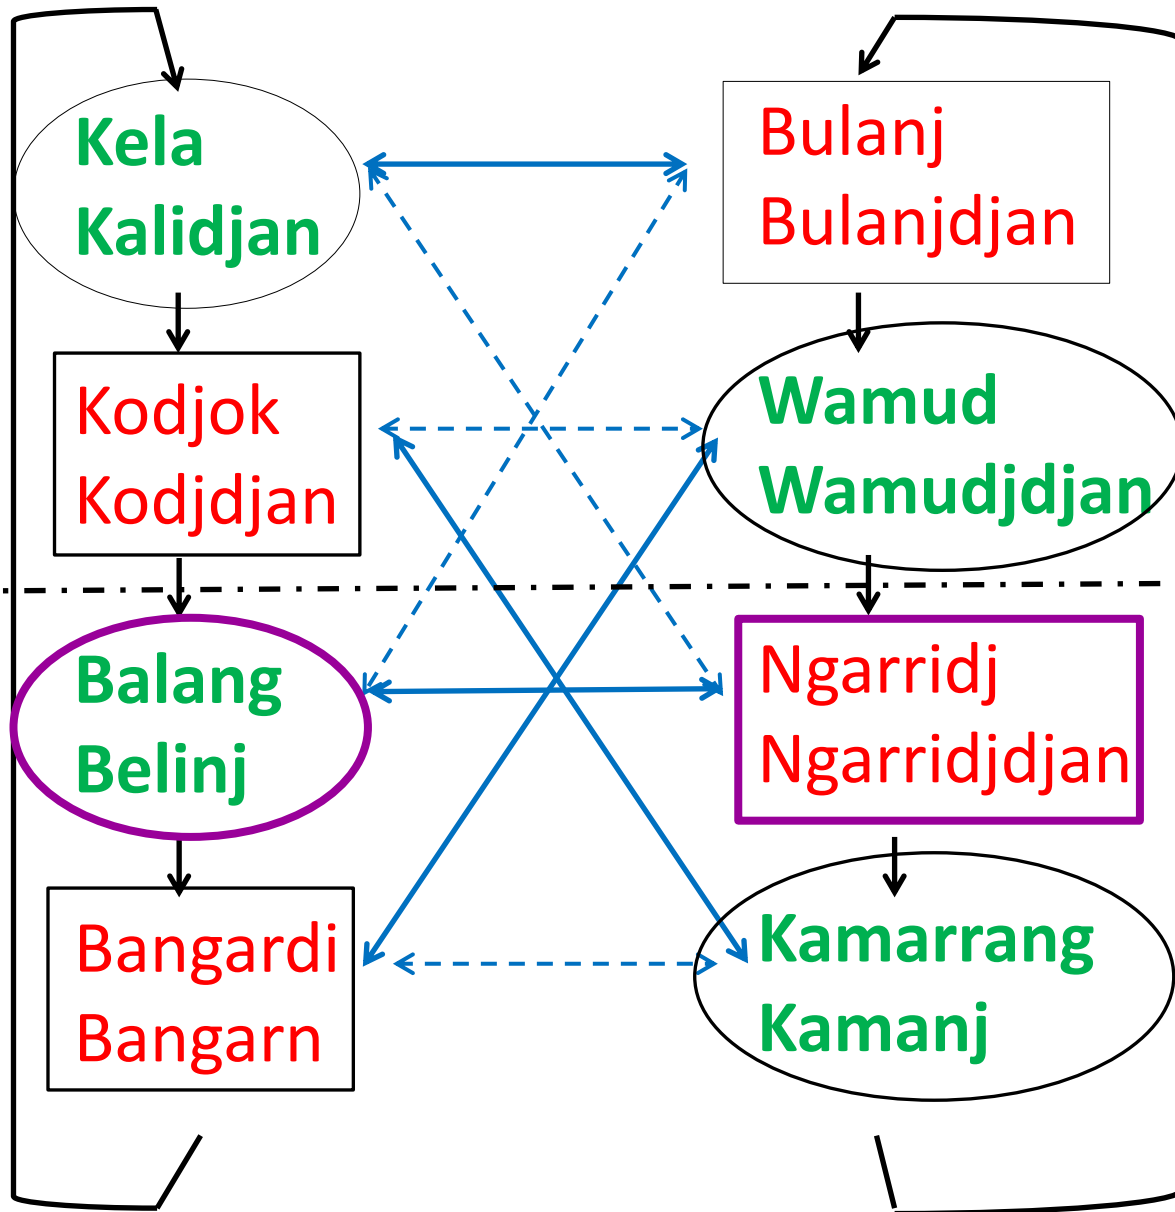 Kela
Kalidjan
Bulanj
Bulanjdjan
Kodjok
Kodjdjan
Wamud
Wamudjdjan
Balang
Belinj
Ngarridj
Ngarridjdjan
Bangardi
Bangarn
Kamarrang
Kamanj